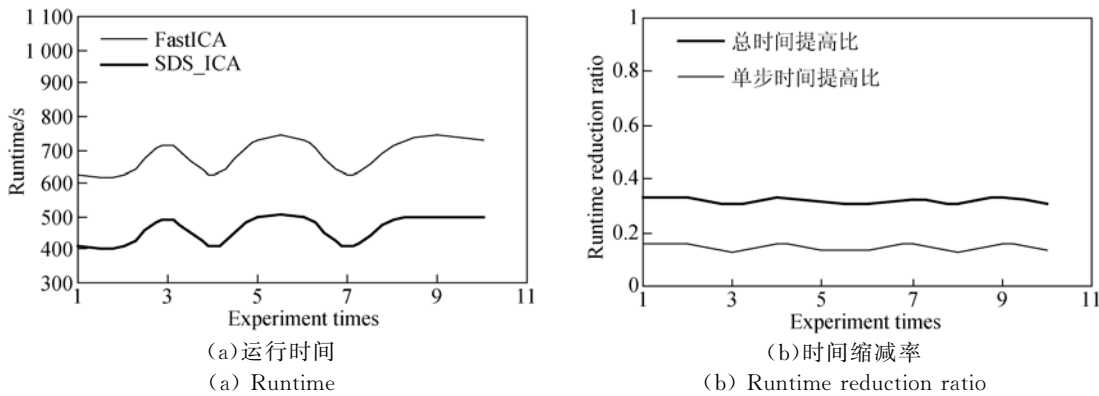 1 100
1 000
900
800
700
600
500
400
300
Runtime/s
FastICA
SDS_ICA
1 3 5 7 9 11
Experiment times
(a)运行时间
(a) Runtime
1
0.8
0.6
0.4
0.2
0
Runtime reduction ratio
总时间提高比
单步时间提高比
1 3 5 7 9 11
Experiment times
(b)时间缩减率
(b) Runtime reduction ratio